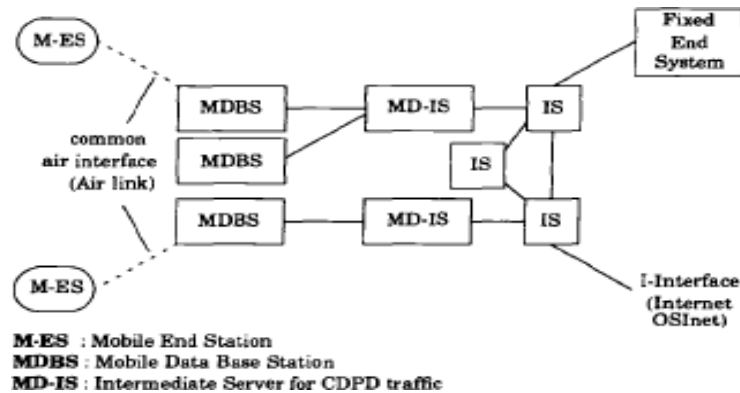 M-ES
Fixed
End
System
MDBS
MD-IS
IS
common
air interface
(Air link)
MDBS
IS
MDBS
MD-IS
IS
M-ES
I-Interface
(Internet
OSInet)
M-ES : Mobile End Station
MDBS : Mobile Data Base Station
MD-IS : Intermediate Server for CDPD traffic